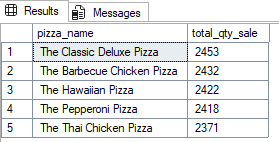 Results Messages
pizza_name total_qty_sale
1 The Classic Deluxe Pizza 2453
2 The Barbecue Chicken Pizza 2432
3 The Hawaiian Pizza 2422
4 The Pepperoni Pizza 2418
5 The Thai Chicken Pizza 2371